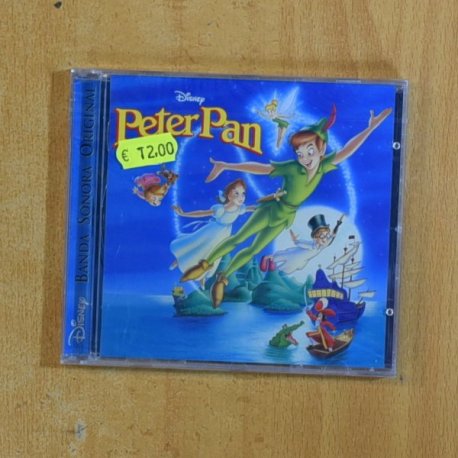 Disney
Peter Pan
€ 12.00
Disney BANDA SONORA ORIGINAL